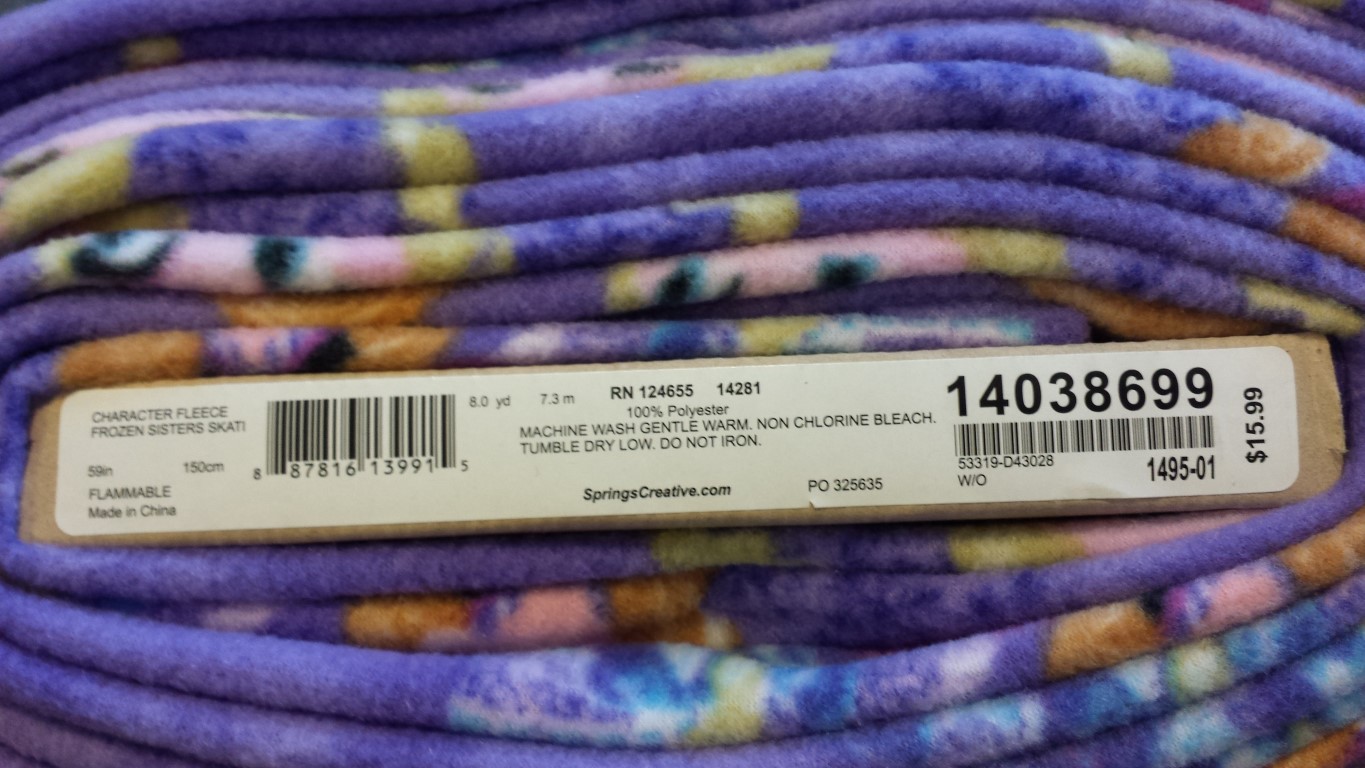 CHARACTER FLEECE
FROZEN SISTERS SKATI
59in 150cm
FLAMMABLE
Made in China
8 87816 13991 5
8.0 yd 7.3 m
RN 124655 14281
100% Polyester
MACHINE WASH GENTLE WARM. NON CHLORINE BLEACH.
TUMBLE DRY LOW. DO NOT IRON.
SpringsCreative.com
PO 325635
14038699
53319-D43028
W/O
1495-01
$15.99